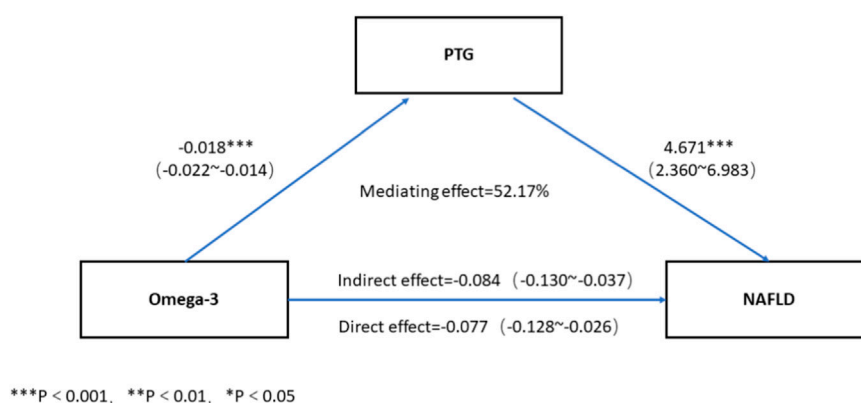 PTG
-0.018***
(-0.022~-0.014)
4.671***
(2.360~6.983)
Mediating effect=52.17%
Omega-3
Indirect effect=-0.084 (-0.130~-0.037)
Direct effect=-0.077 (-0.128~-0.026)
NAFLD
***P < 0.001, **P < 0.01, *P < 0.05